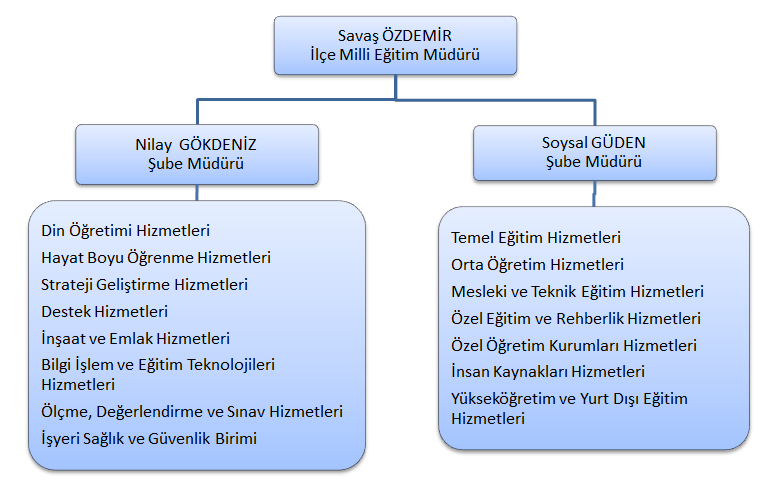 Savaş ÖZDEMİR
İlçe Milli Eğitim Müdürü
Nilay GÖKDENİZ
Şube Müdürü
Din Öğretimi Hizmetleri
Hayat Boyu Öğrenme Hizmetleri
Strateji Geliştirme Hizmetleri
Destek Hizmetleri
İnşaat ve Emlak Hizmetleri
Bilgi İşlem ve Eğitim Teknolojileri
Hizmetleri
Ölçme, Değerlendirme ve Sınav Hizmetleri
İşyeri Sağlık ve Güvenlik Birimi
Soysal GÜDEN
Şube Müdürü
Temel Eğitim Hizmetleri
Orta Öğretim Hizmetleri
Mesleki ve Teknik Eğitim Hizmetleri
Özel Eğitim ve Rehberlik Hizmetleri
Özel Öğretim Kurumları Hizmetleri
İnsan Kaynakları Hizmetleri
Yükseköğretim ve Yurt Dışı Eğitim
Hizmetleri